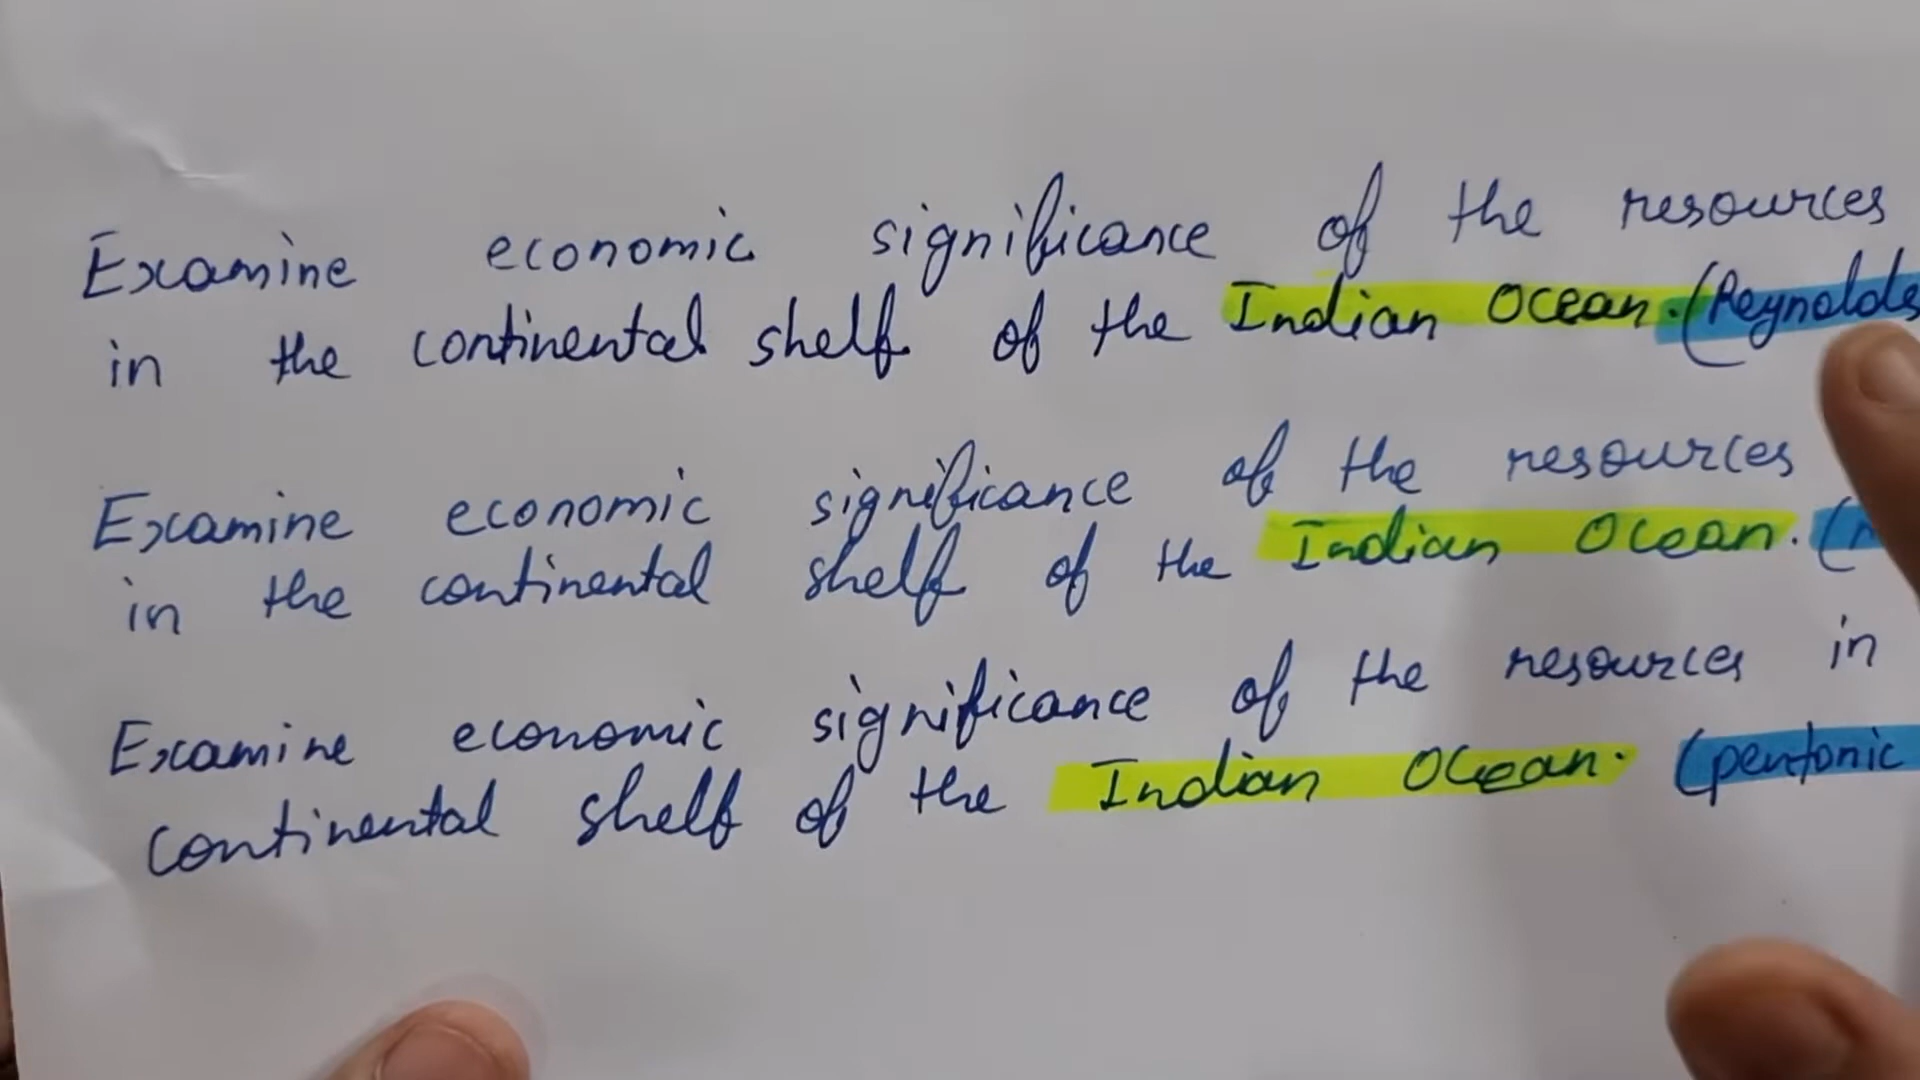 Examine economic significance of the resources
in the continental shelf of the Indian Ocean. (Reynolds
Examine economic significance of the resources
in the continental shelf of the Indian Ocean. (
Examine economic significance of the resources in
continental shelf of the Indian Ocean. (pentonic